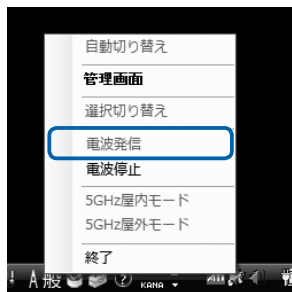 自動切り替え
管理画面
選択切り替え
電波発信
電波停止
5GHz屋内モード
5GHz屋外モード
終了
A 般 KANA